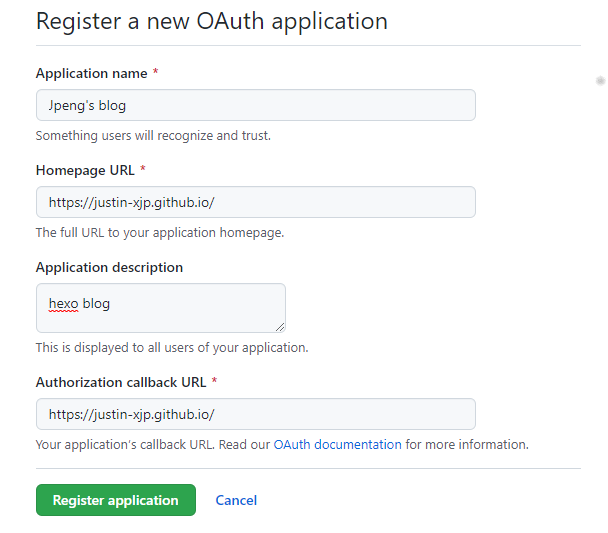 Register a new OAuth application
Application name *
Jpeng's blog
Something users will recognize and trust.
Homepage URL *
https://justin-xjp.github.io/
The full URL to your application homepage.
Application description
hexo blog
This is displayed to all users of your application.
Authorization callback URL *
https://justin-xjp.github.io/
Your application's callback URL. Read our OAuth documentation for more information.
Register application Cancel